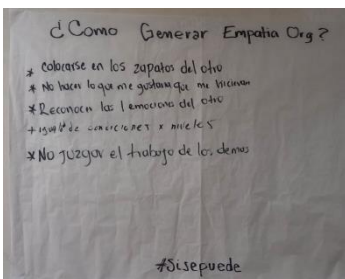 ¿Como Generar Empatia Org?
* Colocarse en los zapatos del otro
* No hacer lo que me gustaria que me hicieran
* Reconocer las emociones del otro
+ igualdad de condiciones x niveles
* No juzgar el trabajo de los demas
#Sisepuede